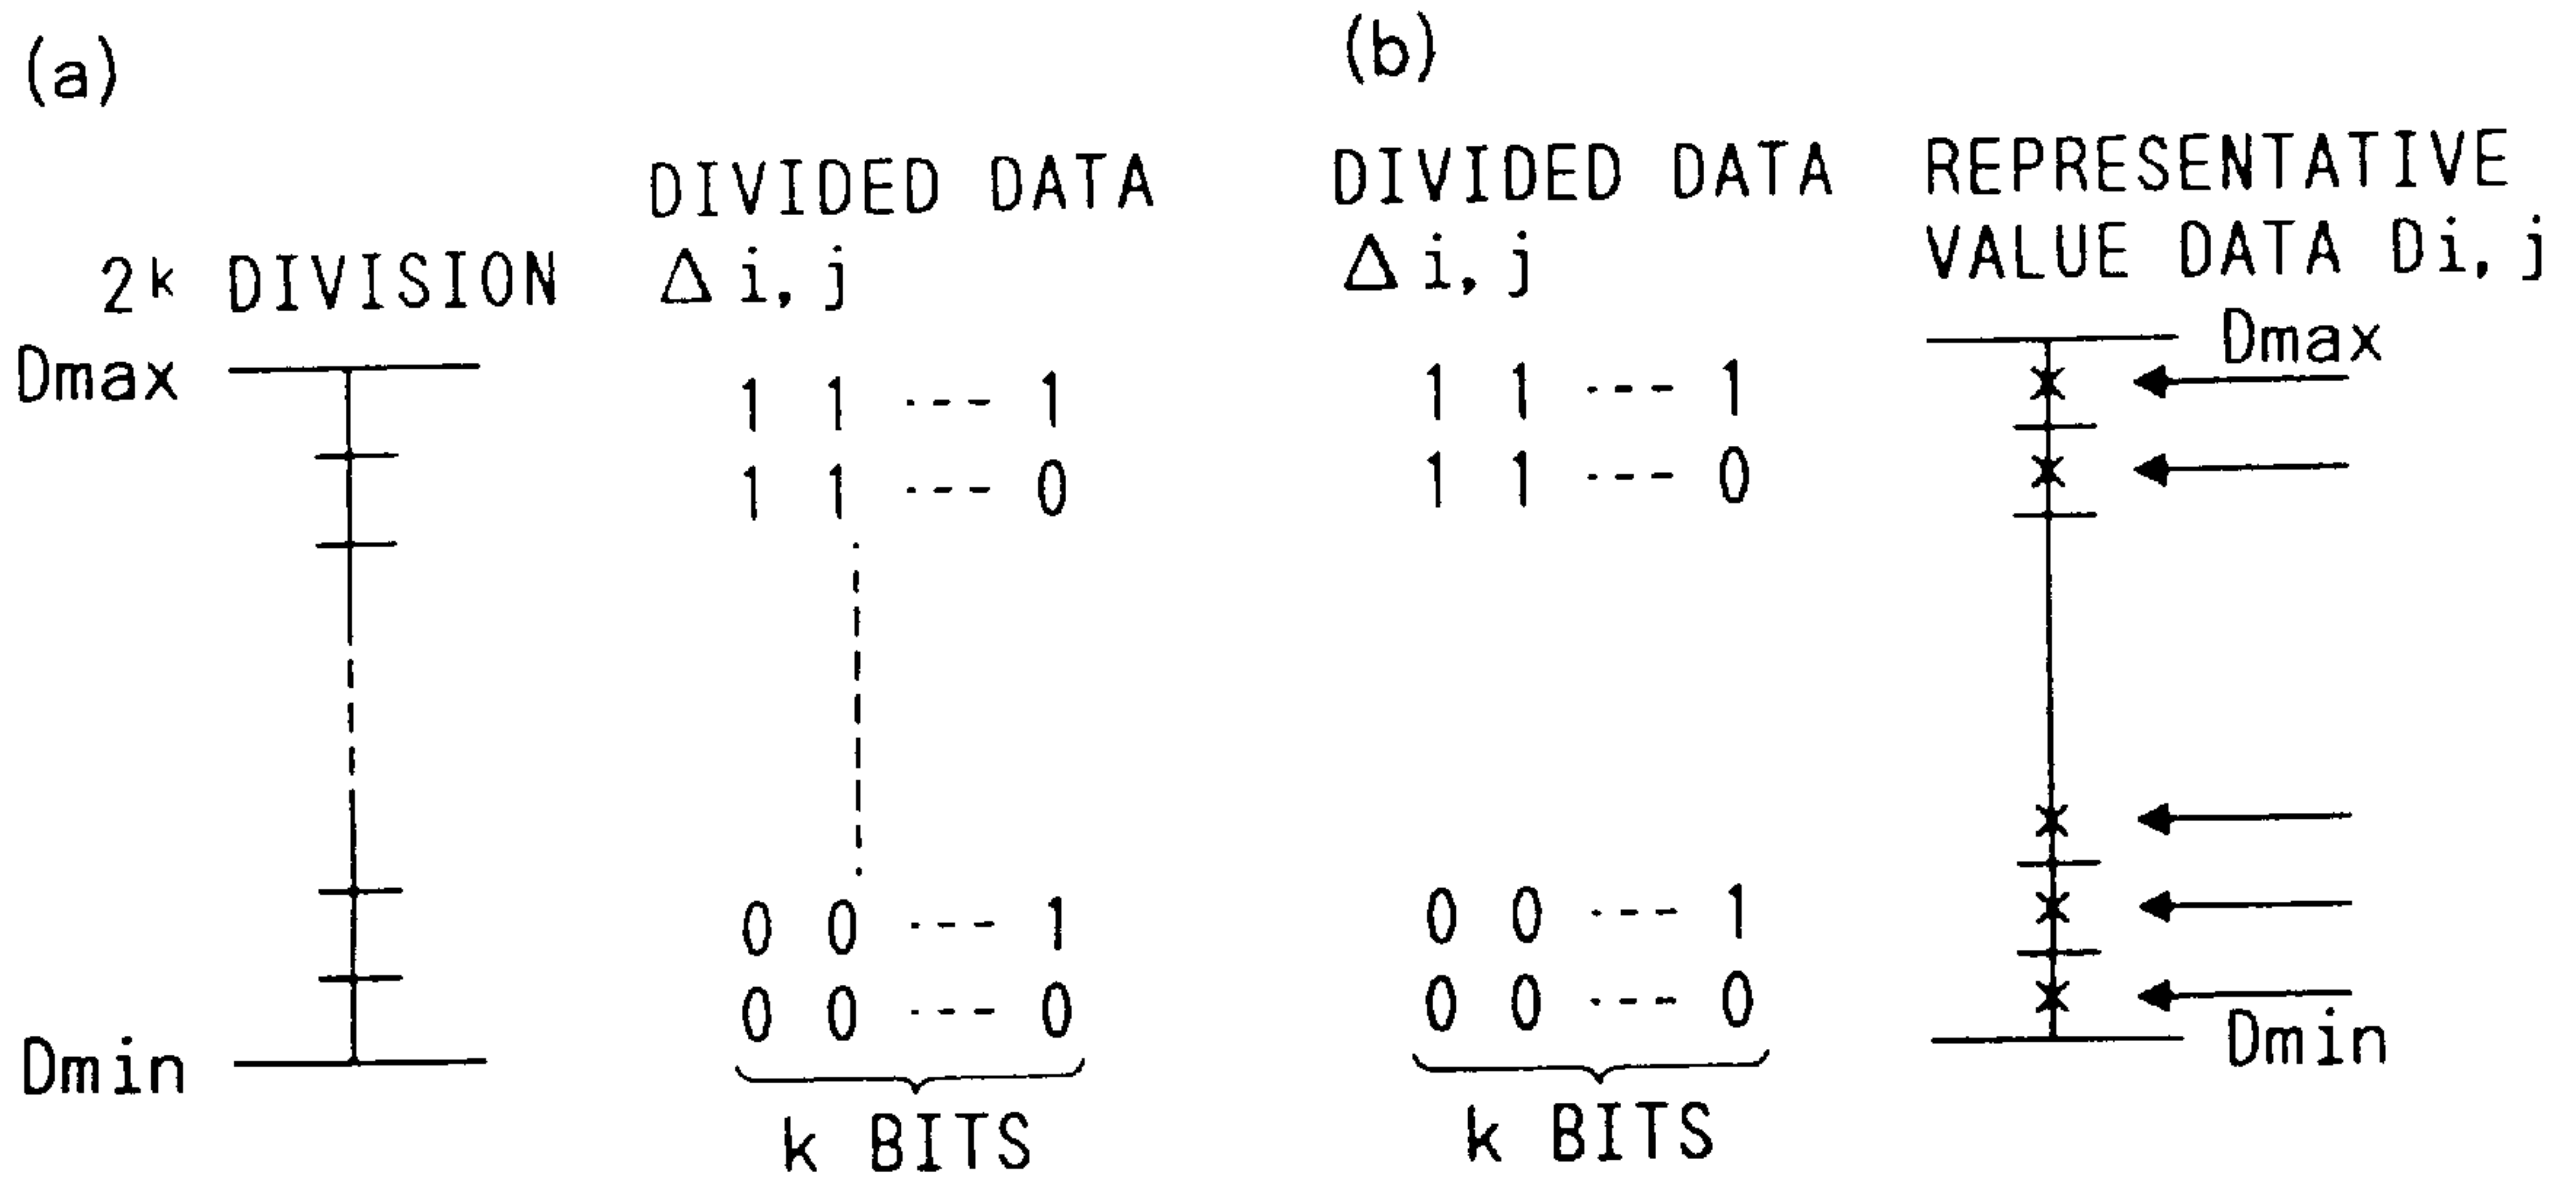 (a)
2k DIVISION
DIVIDED DATA
Δ i, j
Dmax
1 1 --- 1
1 1 --- 0
0 0 --- 1
0 0 --- 0
Dmin
k BITS
(b)
DIVIDED DATA
Δ i, j
REPRESENTATIVE
VALUE DATA Di, j
Dmax
1 1 --- 1
1 1 --- 0
0 0 --- 1
0 0 --- 0
Dmin
k BITS